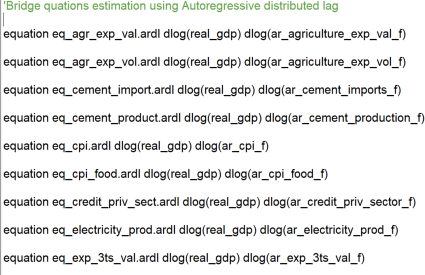 'Bridge quations estimation using Autoregressive distributed lag
equation eq_agr_exp_val.ardl dlog(real_gdp) dlog(ar_agriculture_exp_val_f)
equation eq_agr_exp_vol.ardl dlog(real_gdp) dlog(ar_agriculture_exp_vol_f)
equation eq_cement_import.ardl dlog(real_gdp) dlog(ar_cement_imports_f)
equation eq_cement_product.ardl dlog(real_gdp) dlog(ar_cement_production_f)
equation eq_cpi.ardl dlog(real_gdp) dlog(ar_cpi_f)
equation eq_cpi_food.ardl dlog(real_gdp) dlog(ar_cpi_food_f)
equation eq_credit_priv_sect.ardl dlog(real_gdp) dlog(ar_credit_priv_sector_f)
equation eq_electricity_prod.ardl dlog(real_gdp) dlog(ar_electricity_prod_f)
equation eq_exp_3ts_val.ardl dlog(real_gdp) dlog(ar_exp_3ts_val_f)